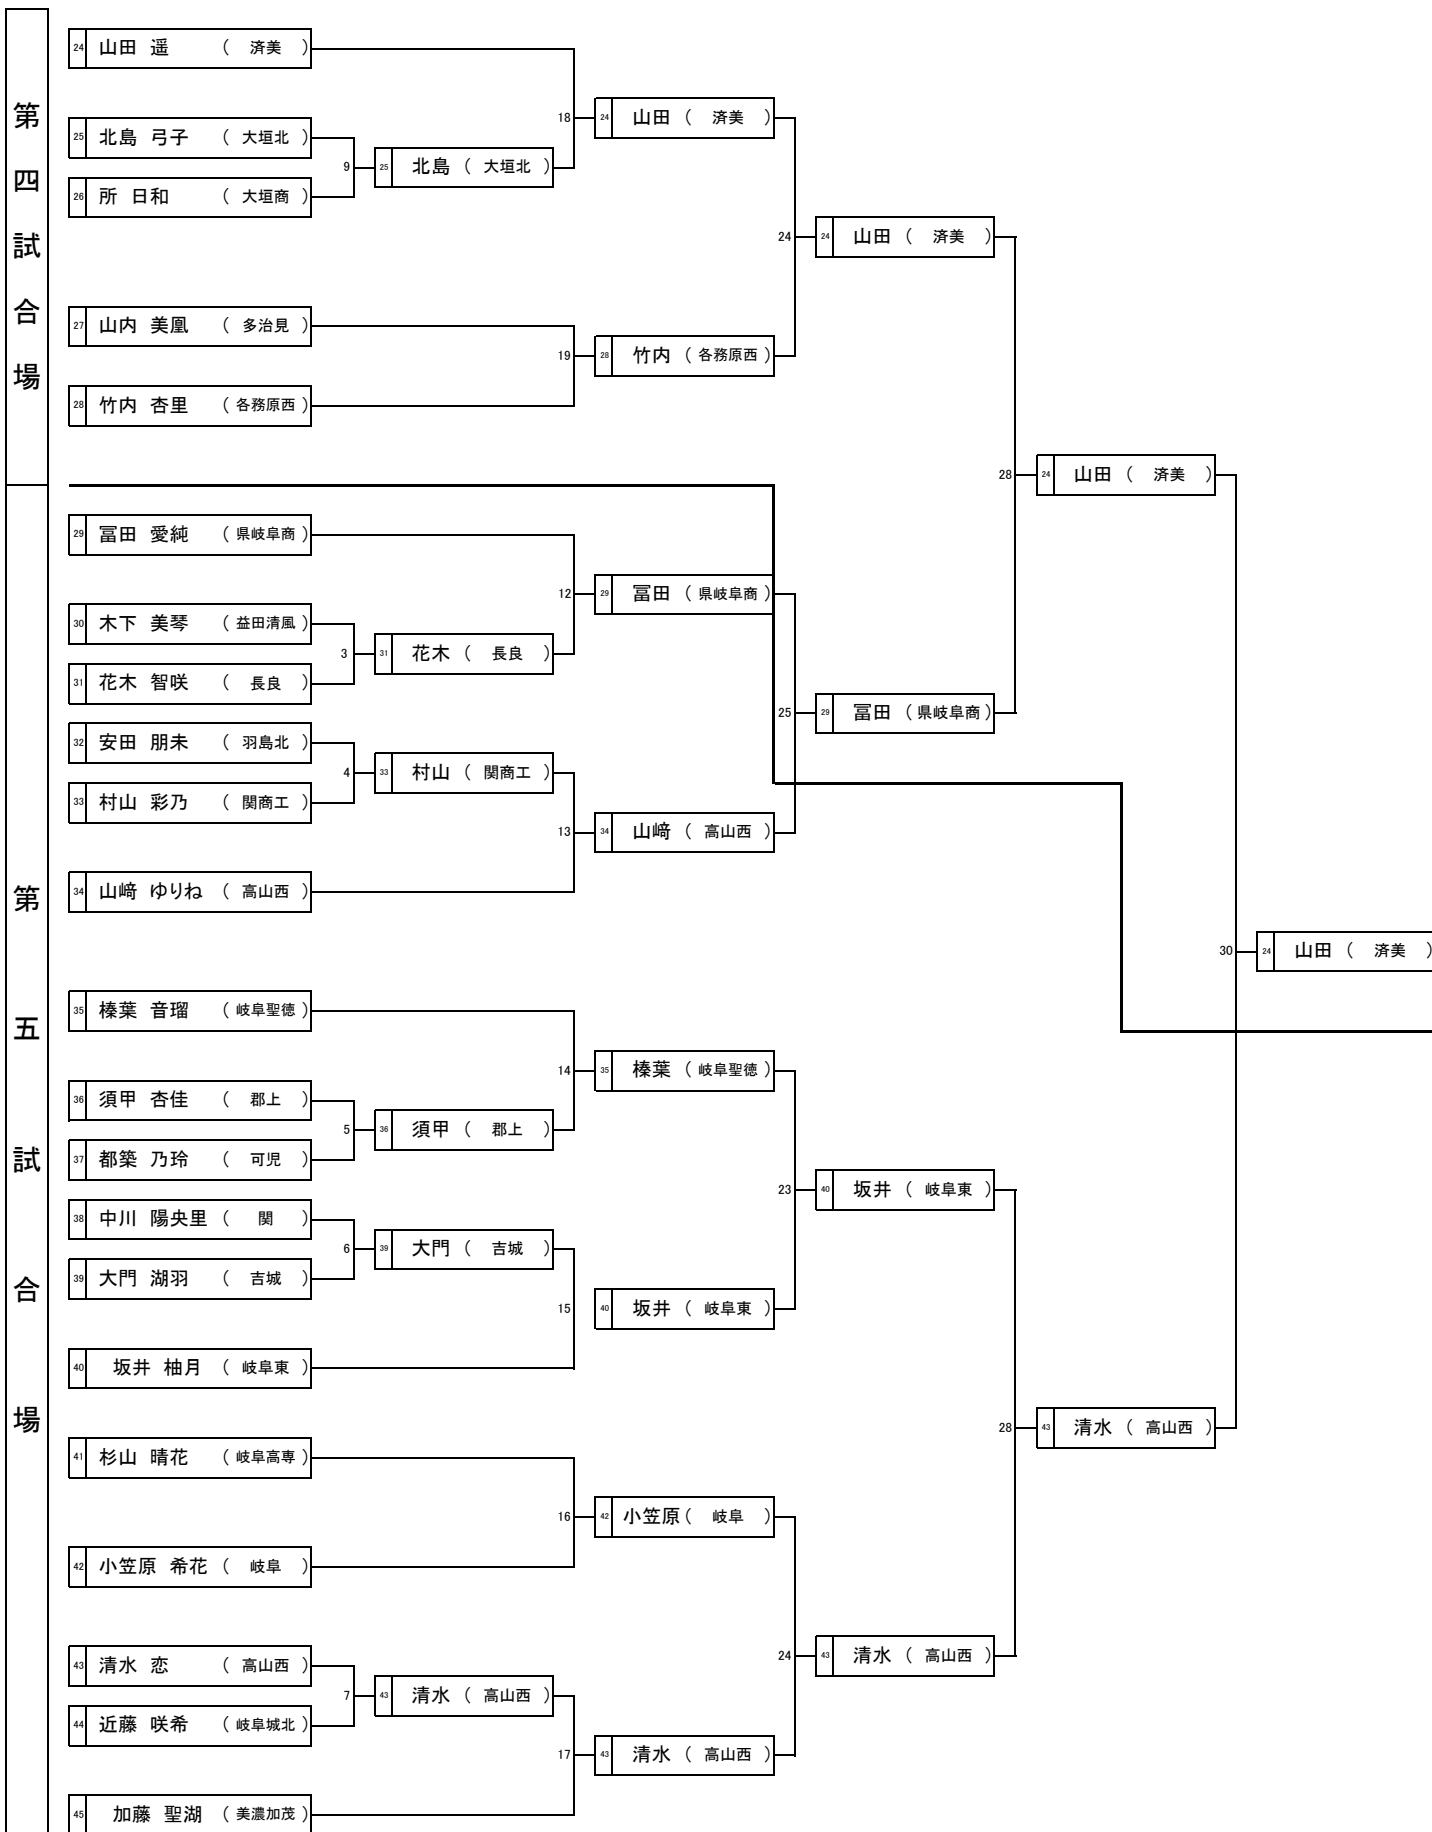 第四試合場
24 山田 遥 （ 済美 ）
25 北島 弓子 （ 大垣北 ）
26 所 日和 （ 大垣商 ）
9
25 北島 （ 大垣北 ）
18
24 山田 （ 済美 ）
27 山内 美凰 （ 多治見 ）
28 竹内 杏里 （ 各務原西 ）
19
28 竹内 （ 各務原西 ）
24
24 山田 （ 済美 ）
第五試合場
29 冨田 愛純 （ 県岐阜商 ）
30 木下 美琴 （ 益田清風 ）
31 花木 智咲 （ 長良 ）
3
31 花木 （ 長良 ）
12
29 冨田 （ 県岐阜商 ）
32 安田 朋未 （ 羽島北 ）
33 村山 彩乃 （ 関商工 ）
4
33 村山 （ 関商工 ）
34 山﨑 ゆりね （ 高山西 ）
13
34 山﨑 （ 高山西 ）
25
29 冨田 （ 県岐阜商 ）
28
24 山田 （ 済美 ）
35 榛葉 音瑠 （ 岐阜聖徳 ）
36 須甲 杏佳 （ 郡上 ）
37 都築 乃玲 （ 可児 ）
5
36 須甲 （ 郡上 ）
14
35 榛葉 （ 岐阜聖徳 ）
38 中川 陽央里 （ 関 ）
39 大門 湖羽 （ 吉城 ）
6
39 大門 （ 吉城 ）
40 坂井 柚月 （ 岐阜東 ）
15
40 坂井 （ 岐阜東 ）
23
40 坂井 （ 岐阜東 ）
41 杉山 晴花 （ 岐阜高専 ）
42 小笠原 希花 （ 岐阜 ）
16
42 小笠原 （ 岐阜 ）
43 清水 恋 （ 高山西 ）
44 近藤 咲希 （ 岐阜城北 ）
7
43 清水 （ 高山西 ）
45 加藤 聖湖 （ 美濃加茂 ）
17
43 清水 （ 高山西 ）
24
43 清水 （ 高山西 ）
28
43 清水 （ 高山西 ）
30
24 山田 （ 済美 ）